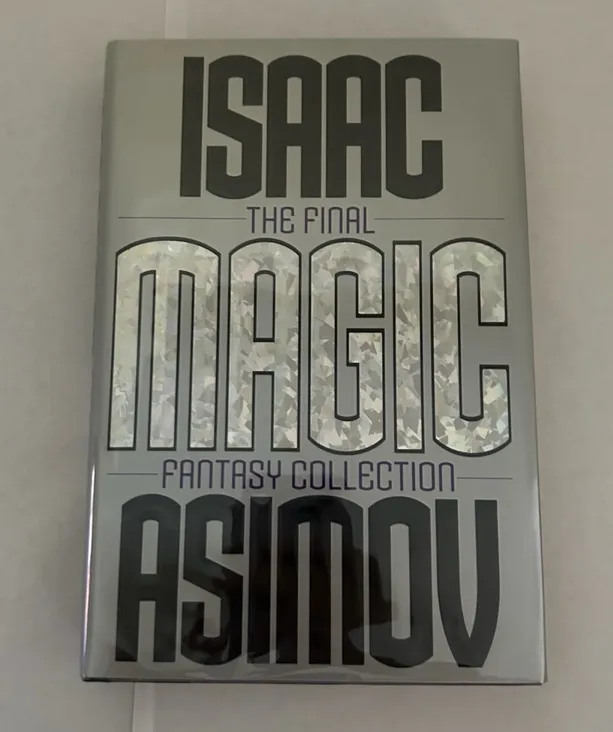 ISAAC
THE FINAL
MAGIC
FANTASY COLLECTION
ASIMOV